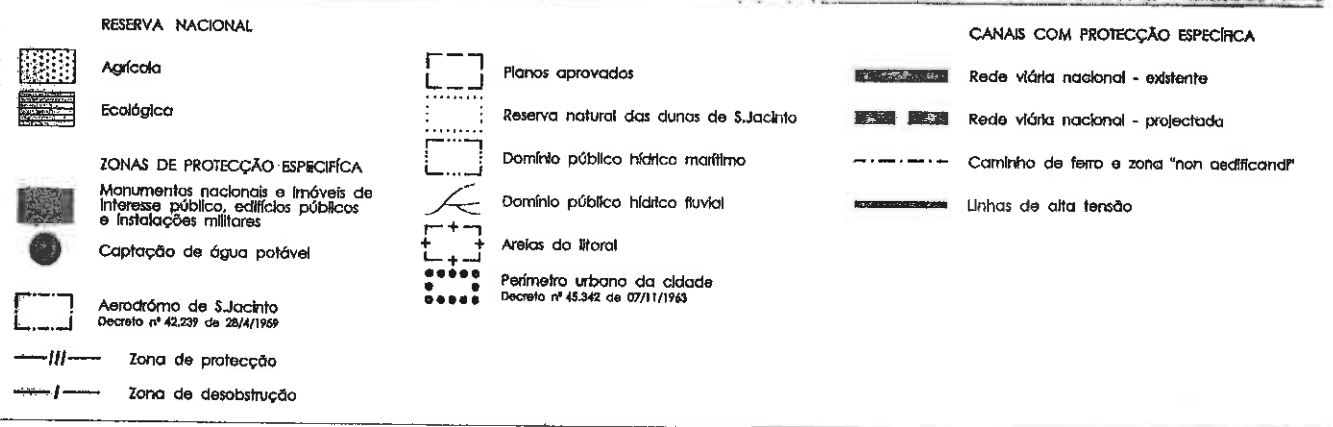 RESERVA NACIONAL
Agrícola
Ecológica
ZONAS DE PROTECÇÃO ESPECIFÍCA
Monumentos nacionais e Imóveis de
Interesse público, edifícios públicos
e Instalações militares
Captação de água potável
Aerodrómo de S.Jacinto
Decreto nº 42.239 de 28/4/1959
Zona de protecção
Zona de desobstrução
Planos aprovados
Reserva natural das dunas de S.Jacinto
Domínio público hídrico marítimo
Domínio público hídrico fluvial
Areias do litoral
Perímetro urbano da cidade
Decreto nº 45.342 de 07/11/1963
CANAIS COM PROTECÇÃO ESPECÍFICA
Rede viária nacional - existente
Rede viária nacional - projectada
Caminho de ferro e zona "non aedificandi"
Linhas de alta tensão